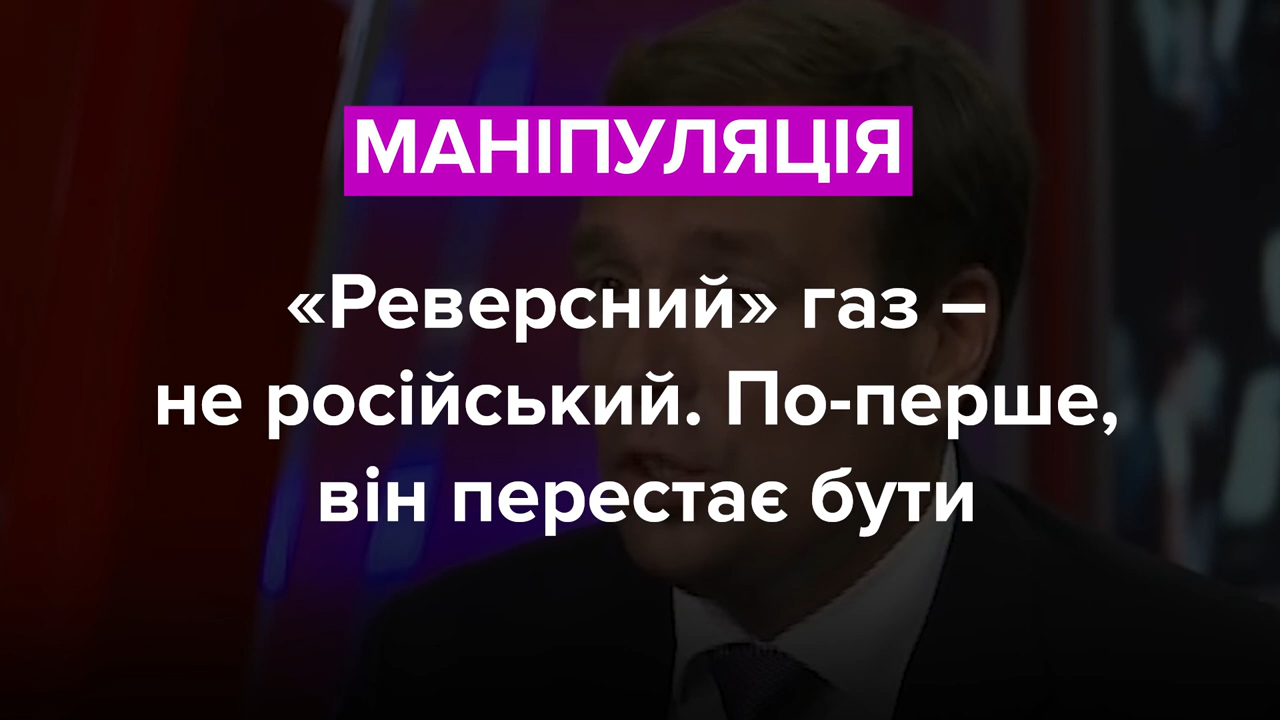 МАНІПУЛЯЦІЯ
«Реверсний» газ –
не російський. По-перше,
він перестає бути